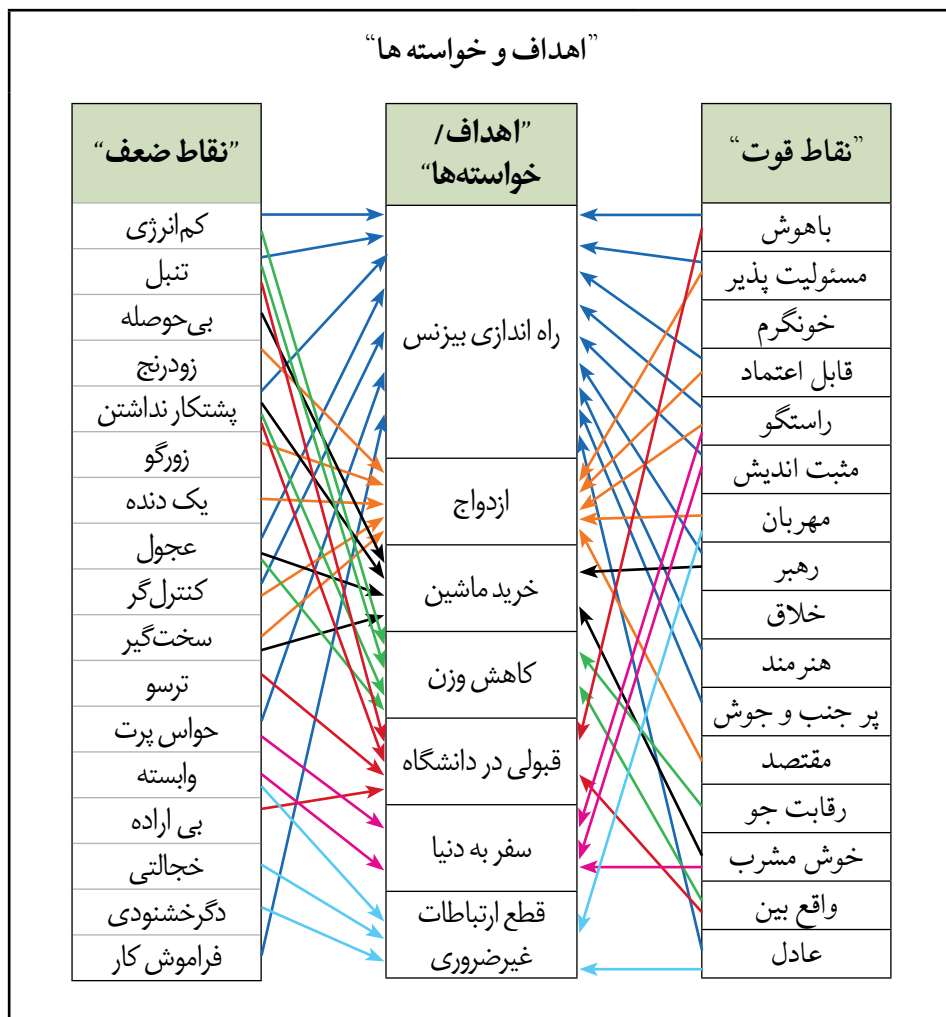 ”اهداف و خواسته ها“
”نقاط قوت“
باهوش
مسئولیت پذیر
خونگرم
قابل اعتماد
راستگو
مثبت اندیش
مهربان
رهبر
خلاق
هنرمند
پر جنب و جوش
مقتصد
رقابت جو
خوش مشرب
واقع بین
عادل
”اهداف/
خواسته‌ها“
راه اندازی بیزنس
ازدواج
خرید ماشین
کاهش وزن
قبولی در دانشگاه
سفر به دنیا
قطع ارتباطات
غیرضروری
”نقاط ضعف“
کم‌انرژی
تنبل
بی‌حوصله
زودرنج
پشتکار نداشتن
زورگو
یک دنده
عجول
کنترل‌گر
سخت‌گیر
ترسو
حواس پرت
وابسته
بی اراده
خجالتی
دگرخشنودی
فراموش کار